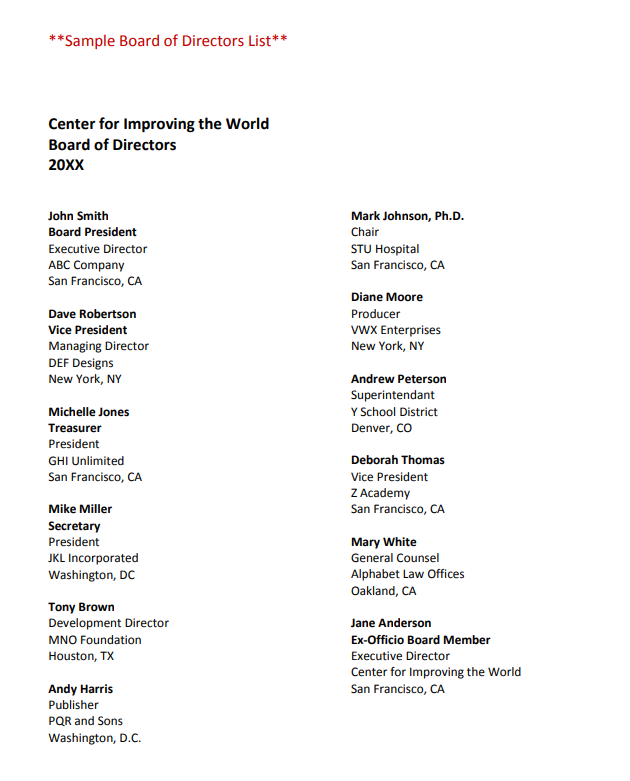 **Sample Board of Directors List**
Center for Improving the World
Board of Directors
20XX
John Smith
Board President
Executive Director
ABC Company
San Francisco, CA
Dave Robertson
Vice President
Managing Director
DEF Designs
New York, NY
Michelle Jones
Treasurer
President
GHI Unlimited
San Francisco, CA
Mike Miller
Secretary
President
JKL Incorporated
Washington, DC
Tony Brown
Development Director
MNO Foundation
Houston, TX
Andy Harris
Publisher
PQR and Sons
Washington, D.C.
Mark Johnson, Ph.D.
Chair
STU Hospital
San Francisco, CA
Diane Moore
Producer
VWX Enterprises
New York, NY
Andrew Peterson
Superintendant
Y School District
Denver, CO
Deborah Thomas
Vice President
Z Academy
San Francisco, CA
Mary White
General Counsel
Alphabet Law Offices
Oakland, CA
Jane Anderson
Ex-Officio Board Member
Executive Director
Center for Improving the World
San Francisco, CA